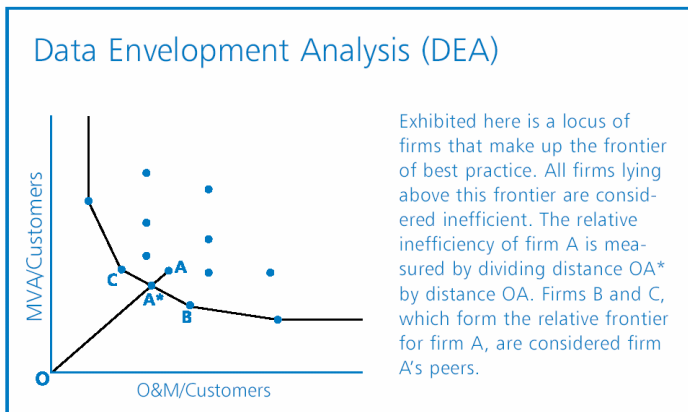 Data Envelopment Analysis (DEA)
MVA/Customers
A
C
A*
B
O
O&M/Customers
Exhibited here is a locus of
firms that make up the frontier
of best practice. All firms lying
above this frontier are consid-
ered inefficient. The relative
inefficiency of firm A is mea-
sured by dividing distance OA*
by distance OA. Firms B and C,
which form the relative frontier
for firm A, are considered firm
A's peers.